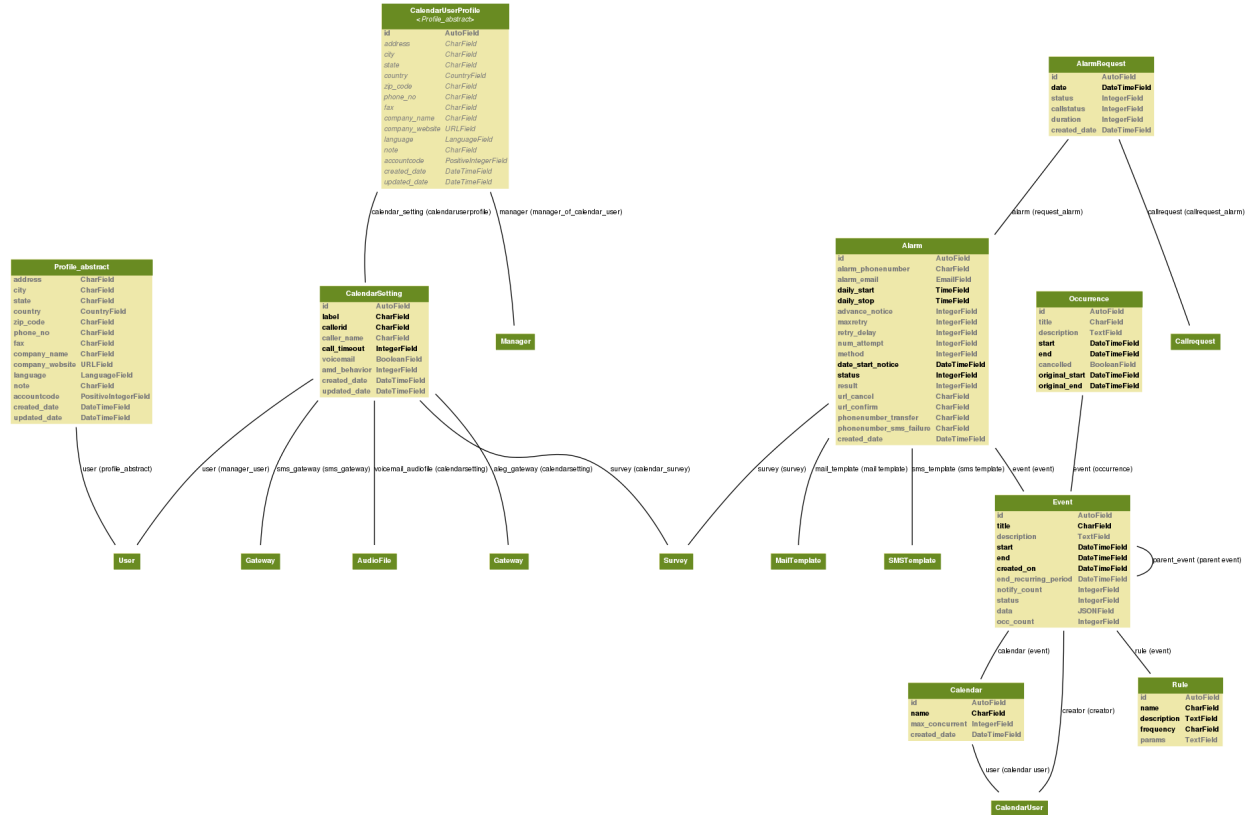 CalendarUserProfile
<Profile_abstract>
id AutoField
address CharField
city CharField
state CharField
country CountryField
zip_code CharField
phone_no CharField
fax CharField
company_name CharField
company_website URLField
language LanguageField
note CharField
accountcode PositiveIntegerField
created_date DateTimeField
updated_date DateTimeField
AlarmRequest
id AutoField
date DateTimeField
status IntegerField
callstatus IntegerField
duration IntegerField
created_date DateTimeField
calendar_setting (calendaruserprofile)
manager (manager_of_calendar_user)
alarm (request_alarm)
callrequest (callrequest_alarm)
Profile_abstract
address CharField
city CharField
state CharField
country CountryField
zip_code CharField
phone_no CharField
fax CharField
company_name CharField
company_website URLField
language LanguageField
note CharField
accountcode PositiveIntegerField
created_date DateTimeField
updated_date DateTimeField
CalendarSetting
id AutoField
label CharField
callerid CharField
caller_name CharField
call_timeout IntegerField
voicemail BooleanField
amd_behavior IntegerField
created_date DateTimeField
updated_date DateTimeField
Manager
Alarm
id AutoField
alarm_phonenumber CharField
alarm_email EmailField
daily_start TimeField
daily_stop TimeField
advance_notice IntegerField
maxretry IntegerField
retry_delay IntegerField
num_attempt IntegerField
method IntegerField
date_start_notice DateTimeField
status IntegerField
result IntegerField
url_cancel CharField
url_confirm CharField
phonenumber_transfer CharField
phonenumber_sms_failure CharField
created_date DateTimeField
Occurrence
id AutoField
title CharField
description TextField
start DateTimeField
end DateTimeField
cancelled BooleanField
original_start DateTimeField
original_end DateTimeField
Callrequest
user (profile_abstract)
user (manager_user)
sms_gateway (sms_gateway)
voicemail_audiofile (calendarsetting)
aleg_gateway (calendarsetting)
survey (calendar_survey)
survey (survey)
mail_template (mail template)
sms_template (sms template)
event (event)
event (occurrence)
User
Gateway
AudioFile
Gateway
Survey
MailTemplate
SMSTemplate
Event
id AutoField
title CharField
description TextField
start DateTimeField
end DateTimeField
created_on DateTimeField
end_recurring_period DateTimeField
notify_count IntegerField
status IntegerField
data JSONField
occ_count IntegerField
parent_event (parent event)
calendar (event)
creator (creator)
rule (event)
Calendar
id AutoField
name CharField
max_concurrent IntegerField
created_date DateTimeField
Rule
id AutoField
name CharField
description TextField
frequency CharField
params TextField
user (calendar user)
CalendarUser